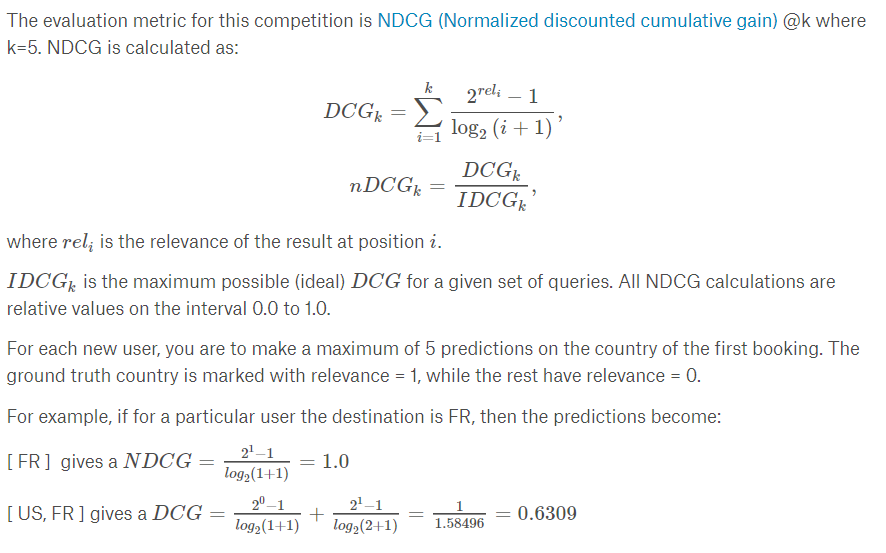 The evaluation metric for this competition is NDCG (Normalized discounted cumulative gain) @k where
k=5. NDCG is calculated as:
DCG_k = \sum_{i=1}^{k} \frac{2^{rel_i} - 1}{\log_2 (i + 1)},
nDCG_k = \frac{DCG_k}{IDCG_k},
where rel_i is the relevance of the result at position i.
IDCG_k is the maximum possible (ideal) DCG for a given set of queries. All NDCG calculations are
relative values on the interval 0.0 to 1.0.
For each new user, you are to make a maximum of 5 predictions on the country of the first booking. The
ground truth country is marked with relevance = 1, while the rest have relevance = 0.
For example, if for a particular user the destination is FR, then the predictions become:
[ FR ] gives a NDCG = \frac{2^1-1}{\log_2(1+1)} = 1.0
[ US, FR ] gives a DCG = \frac{2^0-1}{\log_2(1+1)} + \frac{2^1-1}{\log_2(2+1)} = \frac{1}{1.58496} = 0.6309